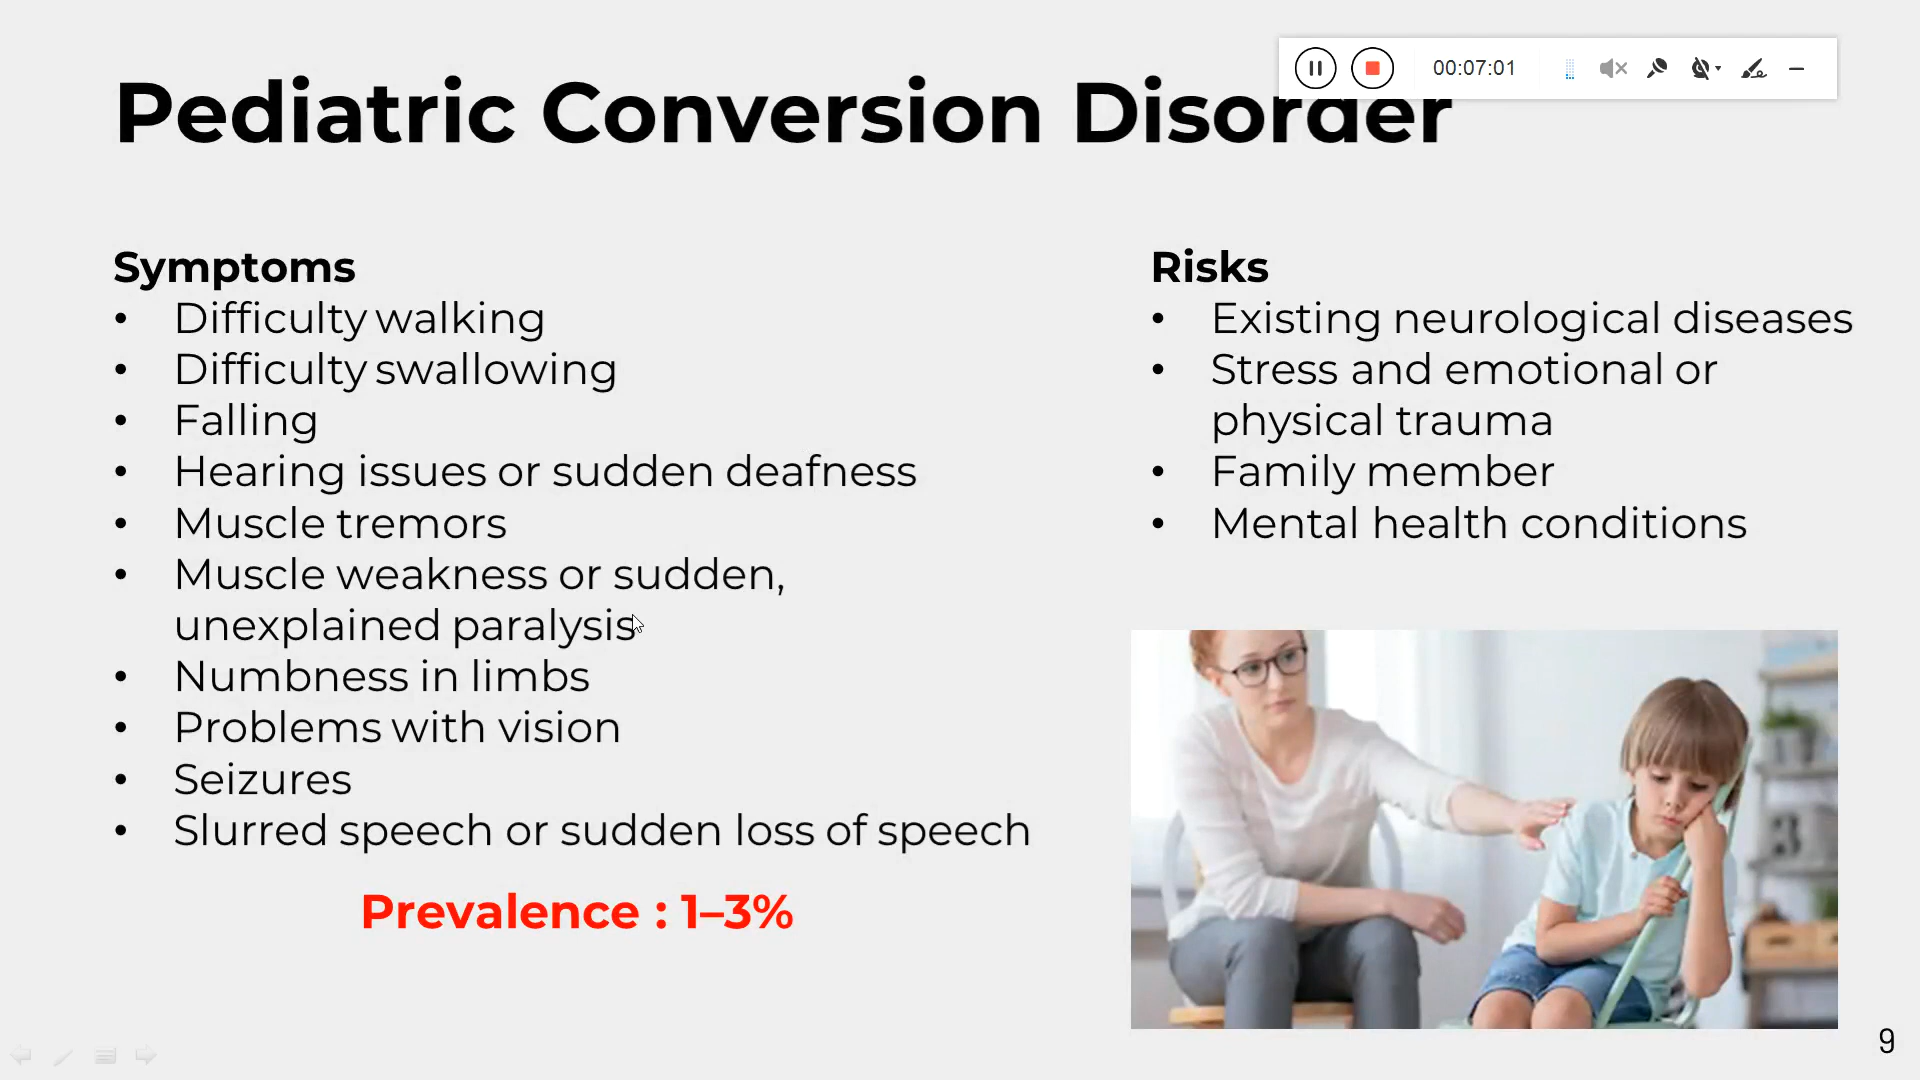 00:07:01
Pediatric Conversion Disorder
Symptoms
• Difficulty walking
• Difficulty swallowing
• Falling
• Hearing issues or sudden deafness
• Muscle tremors
• Muscle weakness or sudden,
unexplained paralysis
• Numbness in limbs
• Problems with vision
• Seizures
• Slurred speech or sudden loss of speech
Prevalence : 1–3%
Risks
• Existing neurological diseases
• Stress and emotional or
physical trauma
• Family member
• Mental health conditions
9